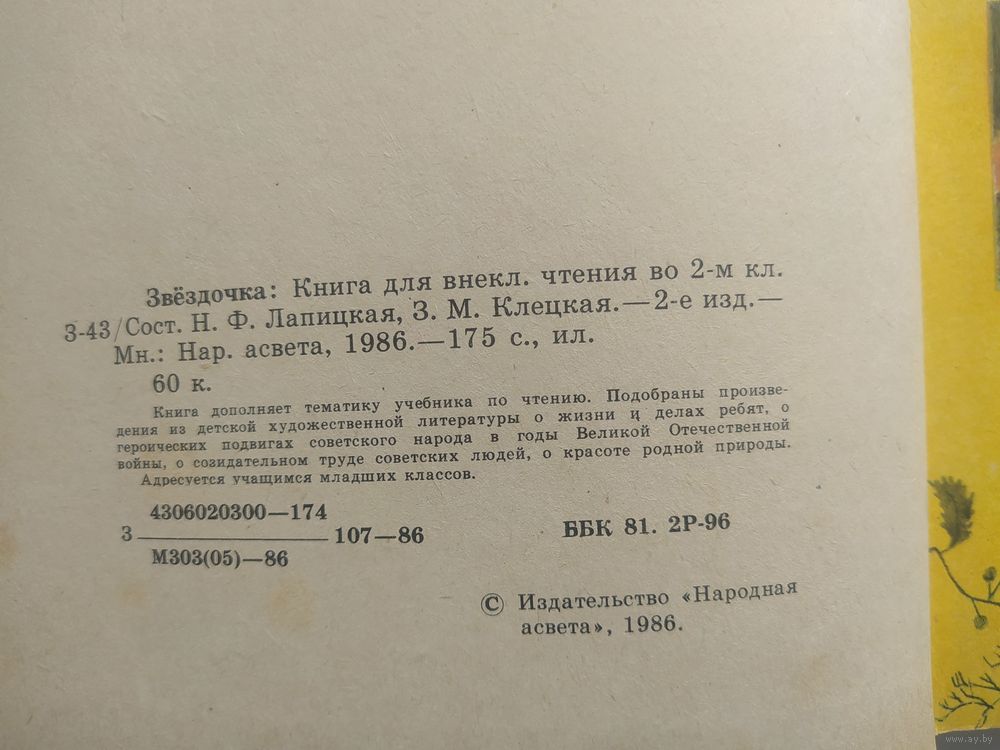 Звёздочка: Книга для внекл. чтения во 2-м кл.
З-43/Сост. Н. Ф. Лапицкая, З. М. Клецкая.—2-е изд.—
Мн.: Нар. асвета, 1986.—175 с., ил.
60 к.
Книга дополняет тематику учебника по чтению. Подобраны произве-
дения из детской художественной литературы о жизни и делах ребят, о
героических подвигах советского народа в годы Великой Отечественной
войны, о созидательном труде советских людей, о красоте родной природы.
Адресуется учащимся младших классов.
4306020300—174
З 107—86
М303(05)—86
ББК 81. 2Р-96
© Издательство «Народная
асвета», 1986.
www.ay.by